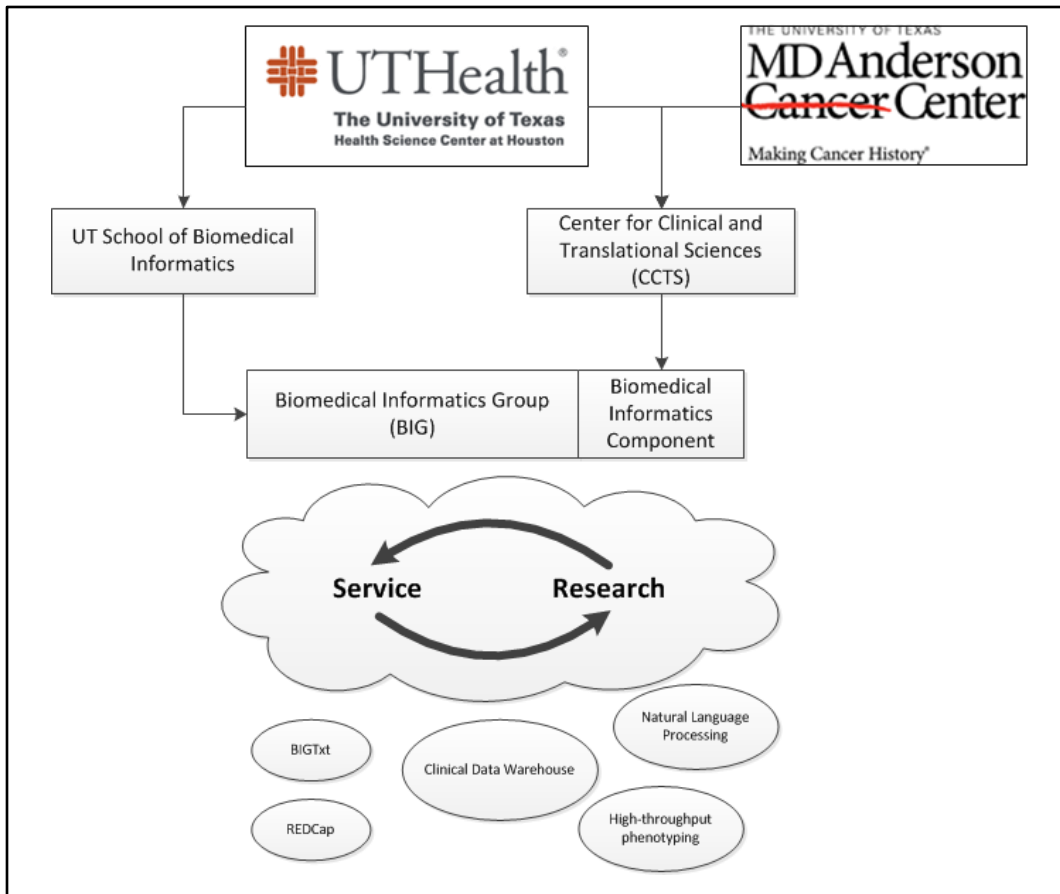 UTHealth®
The University of Texas
Health Science Center at Houston
THE UNIVERSITY OF TEXAS
MD Anderson
Cancer Center
Making Cancer History®
UT School of Biomedical
Informatics
Center for Clinical and
Translational Sciences
(CCTS)
Biomedical Informatics Group
(BIG)
Biomedical
Informatics
Component
Service
Research
BIGTxt
REDCap
Clinical Data Warehouse
Natural Language
Processing
High-throughput
phenotyping